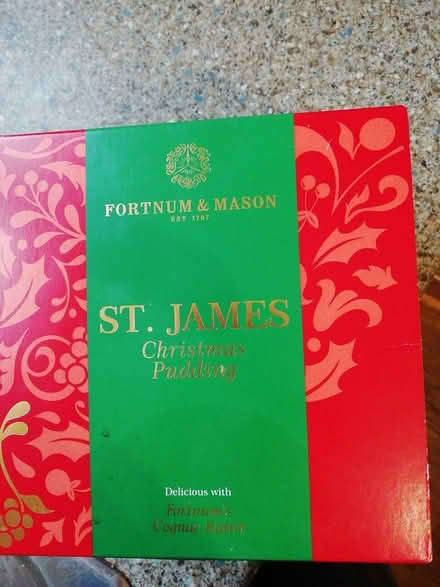 FORTNUM & MASON
EST 1707
ST. JAMES
Christmas
Pudding
Delicious with
Fortnum's
Cognac Butter